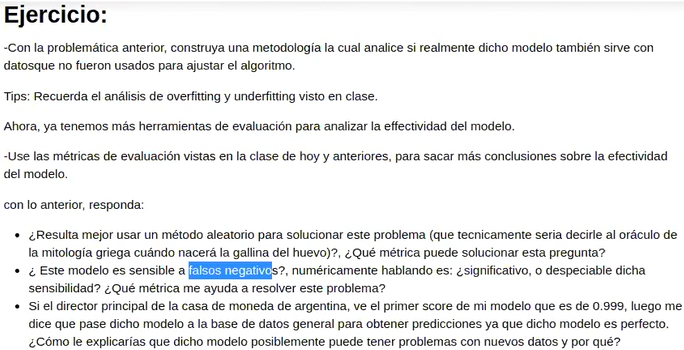 Ejercicio:
-Con la problemática anterior, construya una metodología la cual analice si realmente dicho modelo también sirve con
datosque no fueron usados para ajustar el algoritmo.
Tips: Recuerda el análisis de overfitting y underfitting visto en clase.
Ahora, ya tenemos más herramientas de evaluación para analizar la effectividad del modelo.
-Use las métricas de evaluación vistas en la clase de hoy y anteriores, para sacar más conclusiones sobre la efectividad
del modelo.
con lo anterior, responda:
• ¿Resulta mejor usar un método aleatorio para solucionar este problema (que tecnicamente seria decirle al oráculo de
la mitología griega cuándo nacerá la gallina del huevo)?, ¿Qué métrica puede solucionar esta pregunta?
• ¿ Este modelo es sensible a falsos negativos?, numéricamente hablando es: ¿significativo, o despeciable dicha
sensibilidad? ¿Qué métrica me ayuda a resolver este problema?
• Si el director principal de la casa de moneda de argentina, ve el primer score de mi modelo que es de 0.999, luego me
dice que pase dicho modelo a la base de datos general para obtener predicciones ya que dicho modelo es perfecto.
¿Cómo le explicarías que dicho modelo posiblemente puede tener problemas con nuevos datos y por qué?